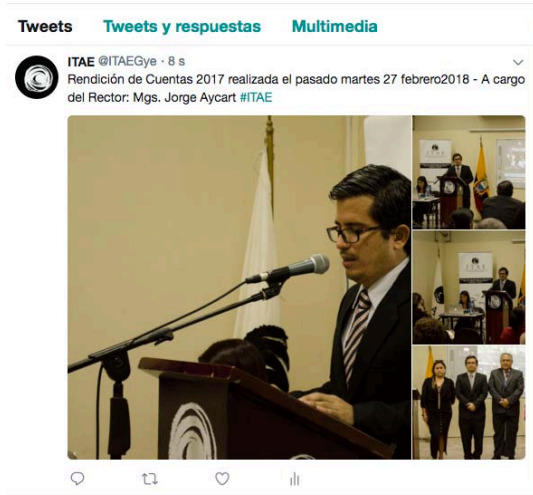 Tweets Tweets y respuestas Multimedia
ITAE @ITAEGye · 8 s
Rendición de Cuentas 2017 realizada el pasado martes 27 febrero2018 - A cargo
del Rector: Mgs. Jorge Aycart #ITAE
ITAE